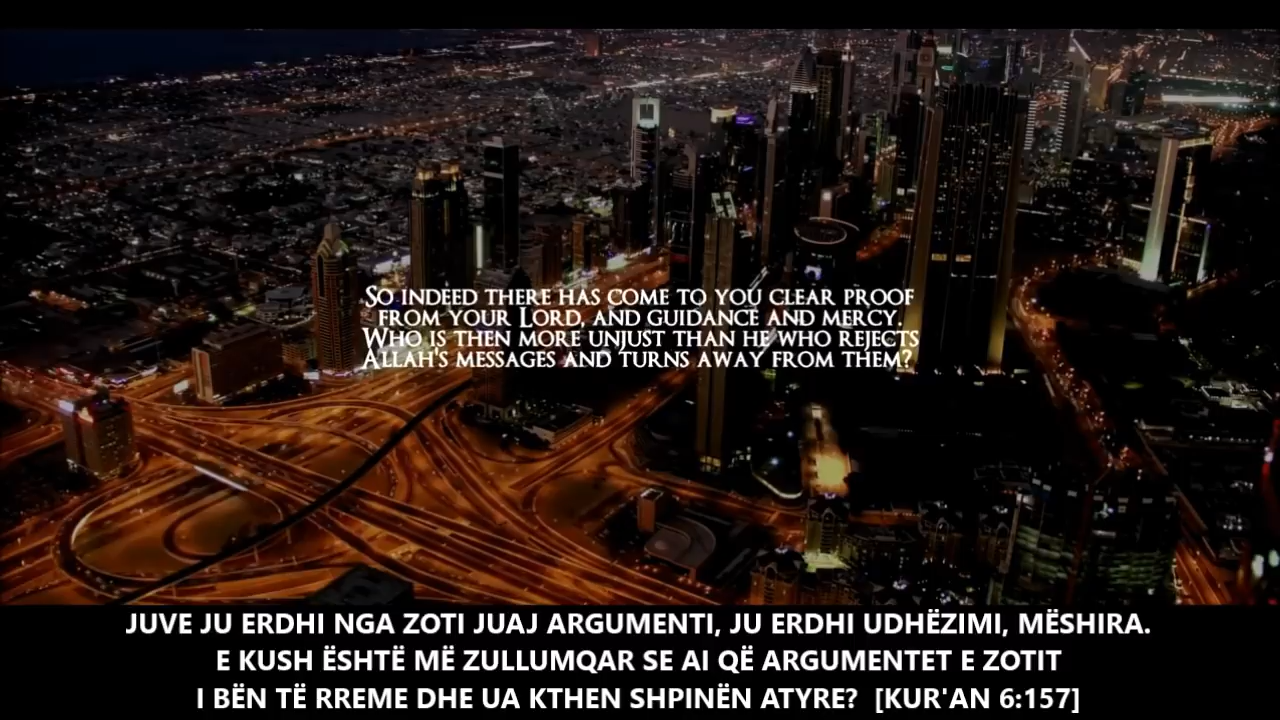 So indeed there has come to you clear proof
from your Lord, and guidance and mercy.
Who is then more unjust than he who rejects
Allah's messages and turns away from them?
JUVE JU ERDHI NGA ZOTI JUAJ ARGUMENTI, JU ERDHI UDHËZIMI, MËSHIRA.
E KUSH ËSHTË MË ZULLUMQAR SE AI QË ARGUMENTET E ZOTIT
I BËN TË RREME DHE UA KTHEN SHPINËN ATYRE? [KUR'AN 6:157]